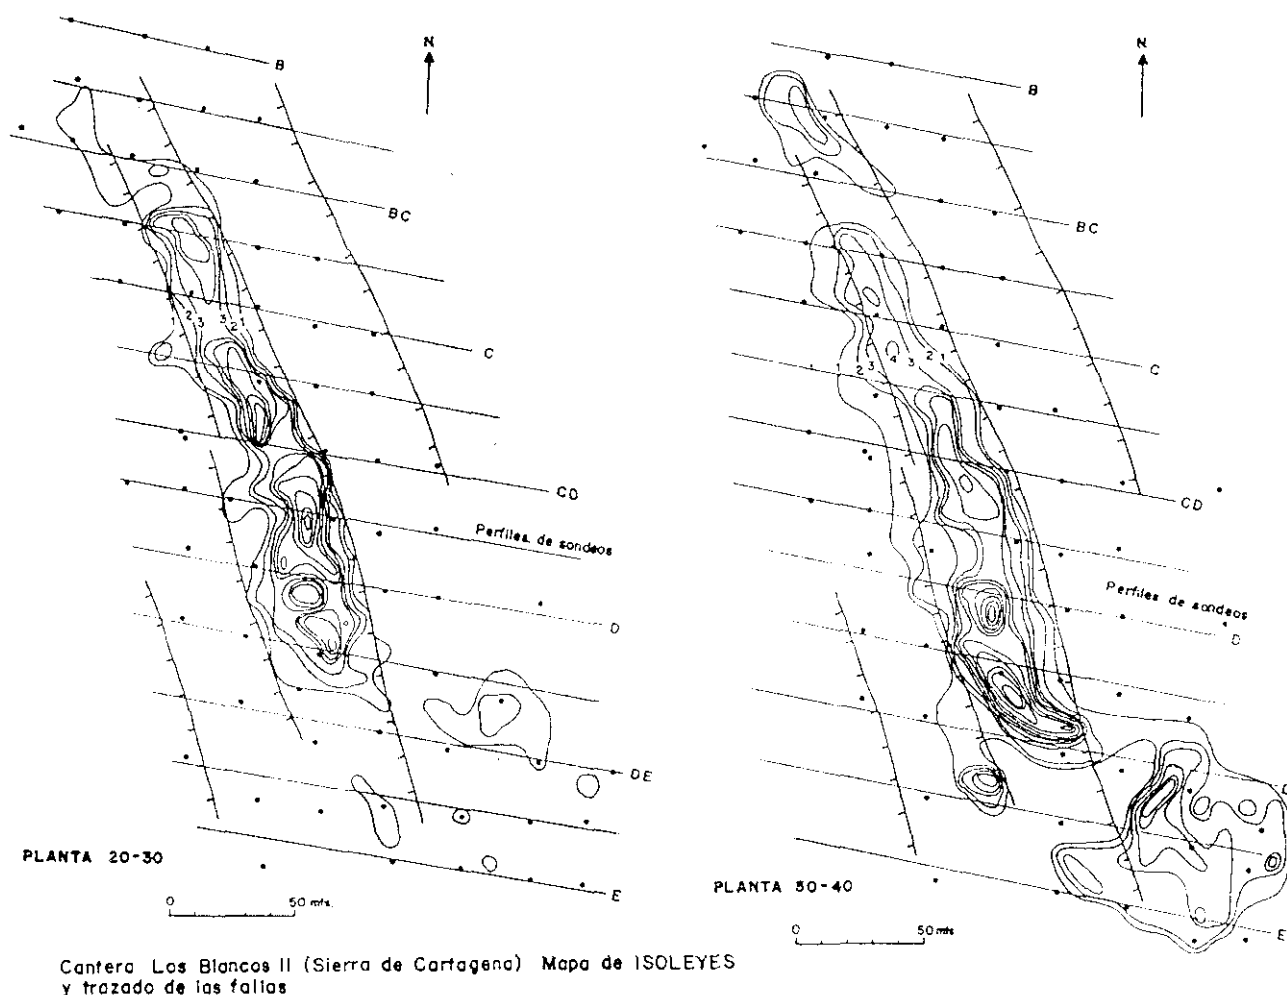 N
B
BC
1 2 3 3 2 1
C
CD
Perfiles de sondeos
D
DE
E
PLANTA 20-30
0 50 mts.
N
B
BC
1 2 3 4 3 2 1
C
CD
Perfiles de sondeos
D
D
E
PLANTA 30-40
0 50 mts
Cantera Los Blancos II (Sierra de Cartagena) Mapa de ISOLEYES
y trazado de las fallas